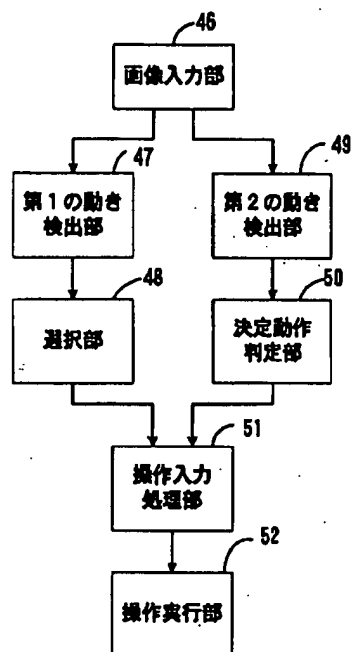 46
画像入力部
47
第1の動き
検出部
49
第2の動き
検出部
48
選択部
50
決定動作
判定部
51
操作入力
処理部
52
操作実行部